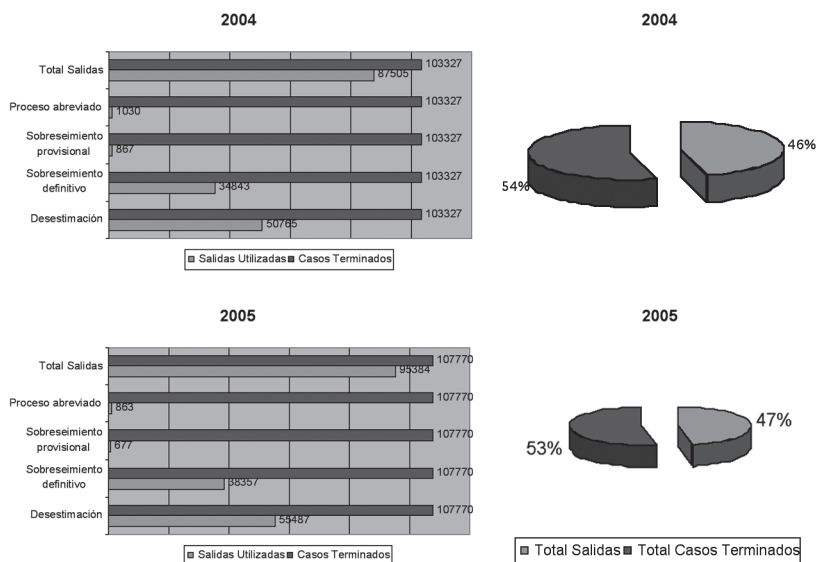 2004
Total Salidas
103327
87505
Proceso abreviado
103327
1030
Sobreseimiento
provisional
103327
867
Sobreseimiento
definitivo
103327
34843
Desestimación
103327
50765
Salidas Utilizadas Casos Terminados
2004
46%
54%
2005
Total Salidas
107770
95384
Proceso abreviado
107770
863
Sobreseimiento
provisional
107770
677
Sobreseimiento
definitivo
107770
38357
Desestimación
107770
55487
Salidas Utilizadas Casos Terminados
2005
47%
53%
Total Salidas Total Casos Terminados